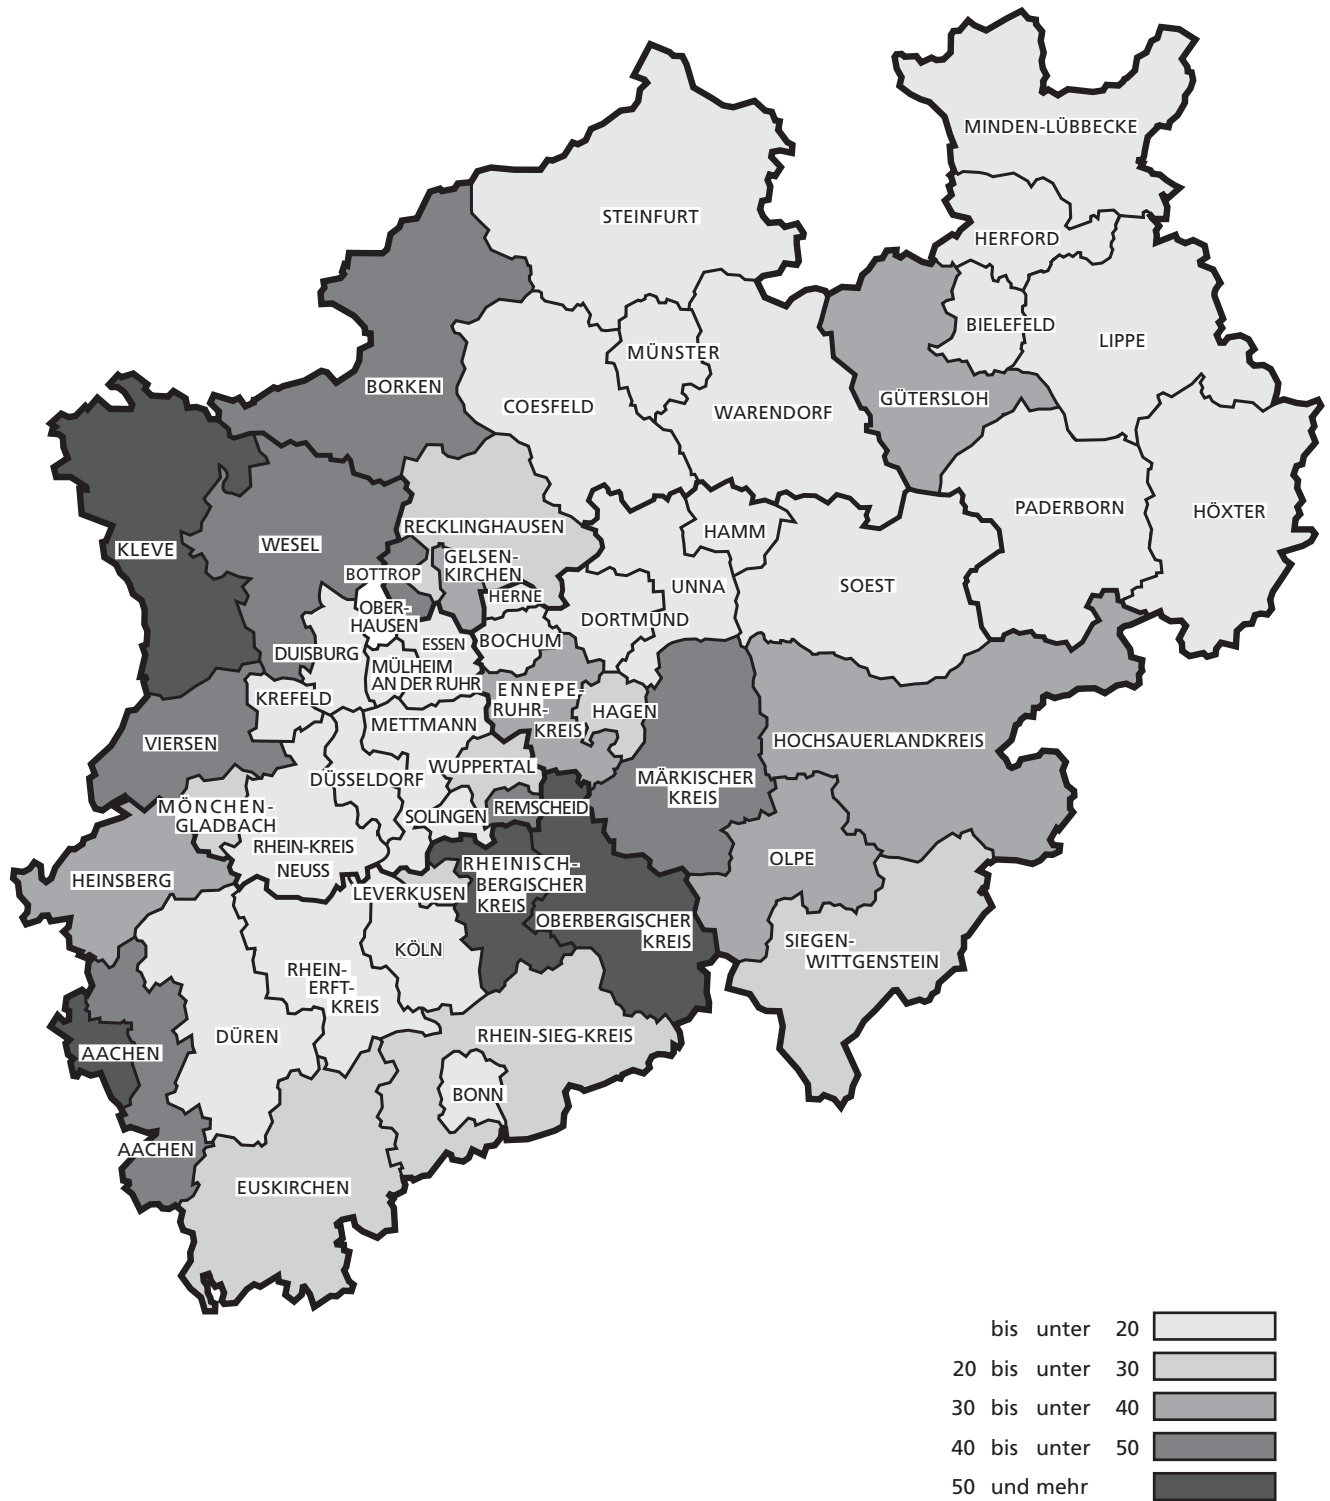 MINDEN-LÜBBECKE
STEINFURT
HERFORD
BIELEFELD
LIPPE
MÜNSTER
BORKEN
GÜTERSLOH
COESFELD
WARENDORF
PADERBORN
HÖXTER
RECKLINGHAUSEN
HAMM
WESEL
KLEVE
GELSEN-
KIRCHEN
BOTTROP
SOEST
UNNA
HERNE
OBER-
HAUSEN
DORTMUND
BOCHUM
ESSEN
DUISBURG
MÜLHEIM
AN DER RUHR
KREFELD
ENNEPE-
RUHR-
KREIS
HAGEN
METTMANN
VIERSEN
HOCHSAUERLANDKREIS
WUPPERTAL
DÜSSELDORF
MÄRKISCHER
KREIS
MÖNCHEN-
GLADBACH
REMSCHEID
SOLINGEN
RHEIN-KREIS
NEUSS
OLPE
RHEINISCH-
BERGISCHER
KREIS
HEINSBERG
LEVERKUSEN
OBERBERGISCHER
KREIS
SIEGEN-
WITTGENSTEIN
KÖLN
RHEIN-
ERFT-
KREIS
DÜREN
RHEIN-SIEG-KREIS
AACHEN
BONN
AACHEN
EUSKIRCHEN
bis unter 20
20 bis unter 30
30 bis unter 40
40 bis unter 50
50 und mehr